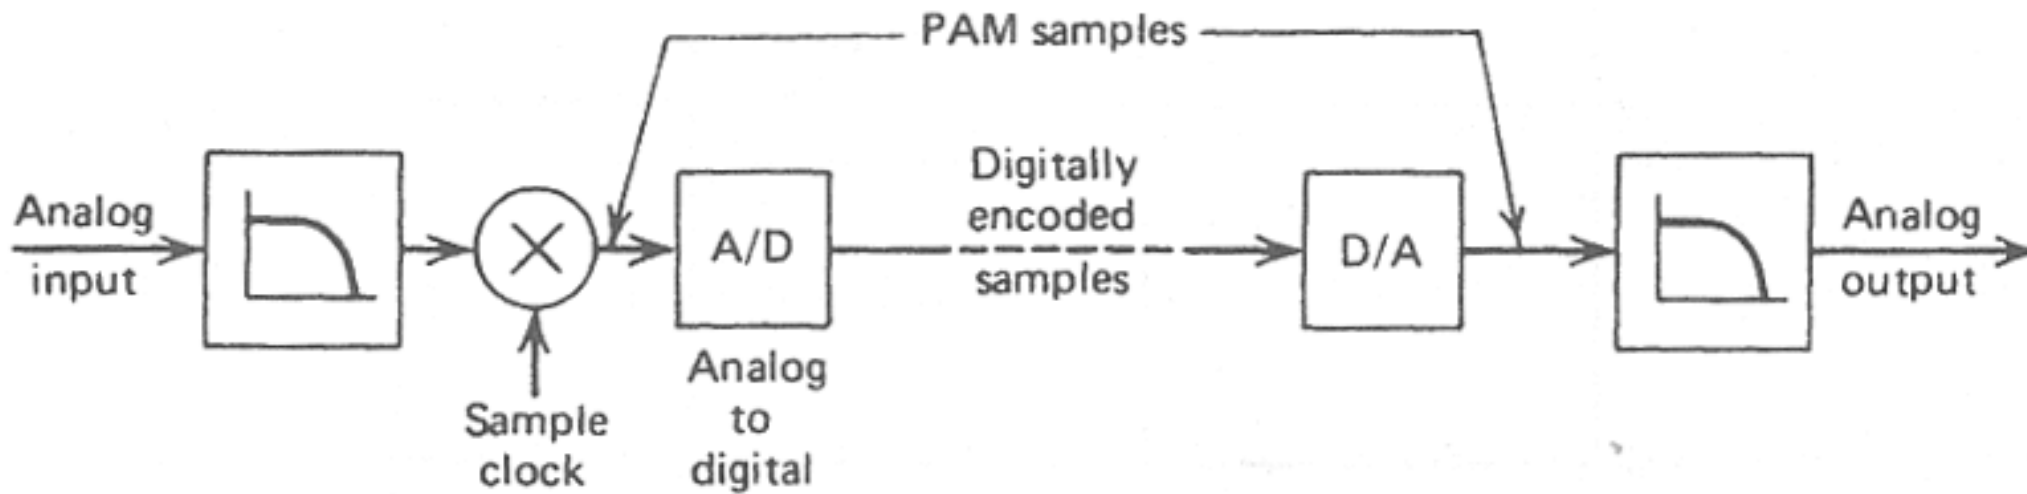 PAM samples
Analog
input
Sample
clock
A/D
Analog
to
digital
Digitally
encoded
samples
D/A
Analog
output